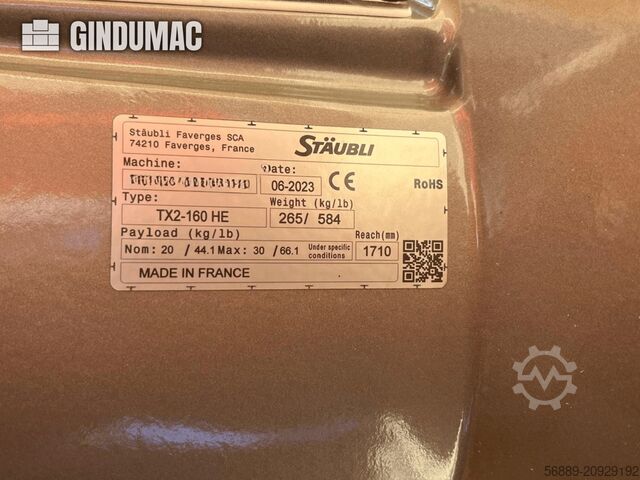 GINDUMAC
Stäubli Faverges SCA
74210 Faverges, France
STÄUBLI
Machine:
Date:
06-2023 CE
RoHS
Type:
Weight (kg/lb)
TX2-160 HE
265/ 584
Payload (kg/lb)
Reach(mm)
Nom: 20 / 44.1 Max: 30 / 66.1
Under specific
conditions
1710
MADE IN FRANCE
56889-20929192